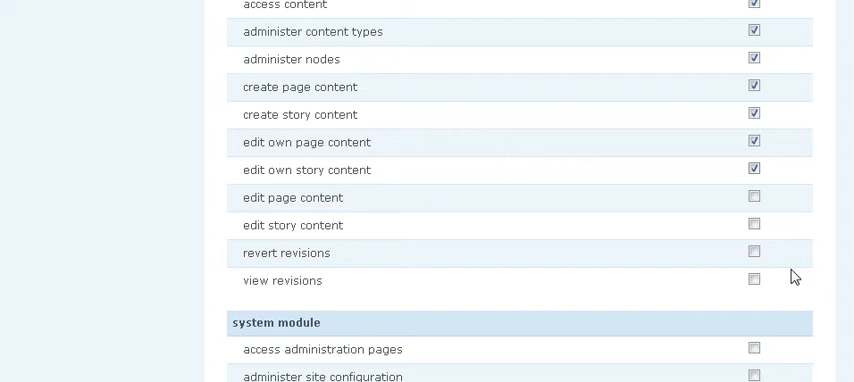 access content
administer content types
administer nodes
create page content
create story content
edit own page content
edit own story content
edit page content
edit story content
revert revisions
view revisions
system module
access administration pages
administer site configuration